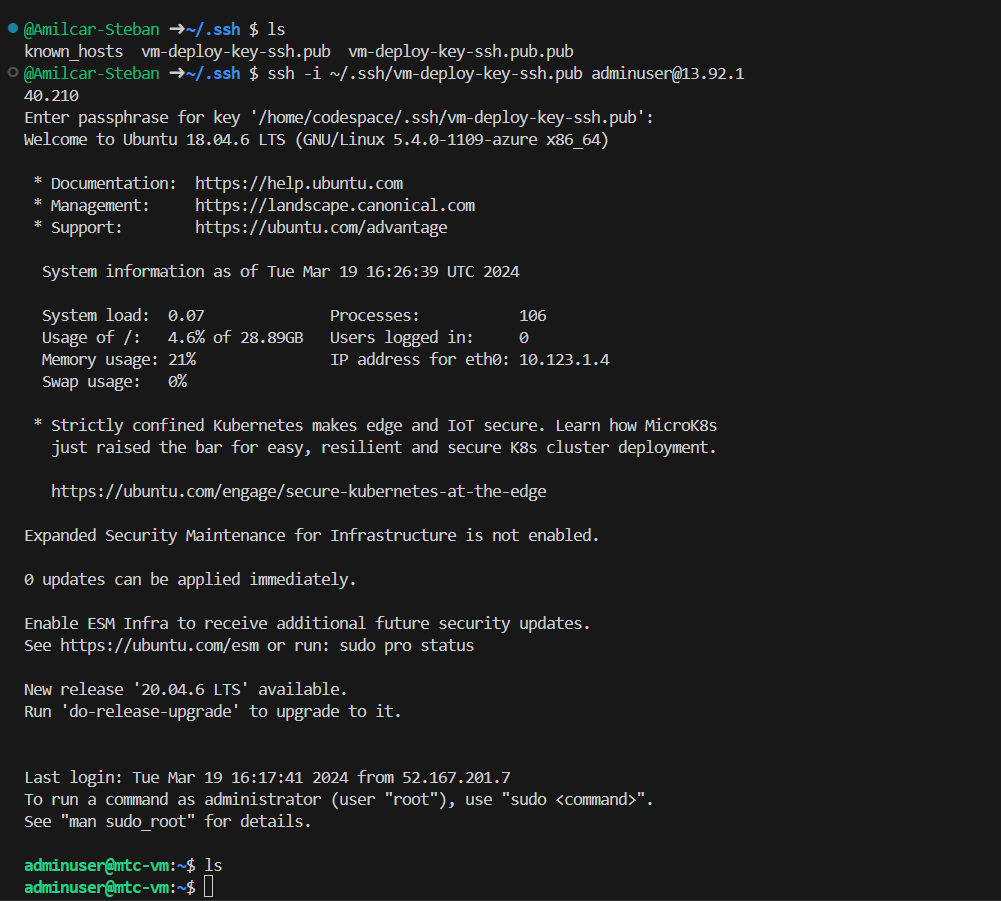 @Amilcar-Steban ➜~/.ssh $ ls
known_hosts  vm-deploy-key-ssh.pub  vm-deploy-key-ssh.pub.pub
@Amilcar-Steban ➜~/.ssh $ ssh -i ~/.ssh/vm-deploy-key-ssh.pub adminuser@13.92.1
40.210
Enter passphrase for key '/home/codespace/.ssh/vm-deploy-key-ssh.pub':
Welcome to Ubuntu 18.04.6 LTS (GNU/Linux 5.4.0-1109-azure x86_64)
* Documentation:  https://help.ubuntu.com
* Management:     https://landscape.canonical.com
* Support:        https://ubuntu.com/advantage
System information as of Tue Mar 19 16:26:39 UTC 2024
System load:  0.07              Processes:           106
Usage of /:   4.6% of 28.89GB   Users logged in:     0
Memory usage: 21%               IP address for eth0: 10.123.1.4
Swap usage:   0%
* Strictly confined Kubernetes makes edge and IoT secure. Learn how MicroK8s
just raised the bar for easy, resilient and secure K8s cluster deployment.
https://ubuntu.com/engage/secure-kubernetes-at-the-edge
Expanded Security Maintenance for Infrastructure is not enabled.
0 updates can be applied immediately.
Enable ESM Infra to receive additional future security updates.
See https://ubuntu.com/esm or run: sudo pro status
New release '20.04.6 LTS' available.
Run 'do-release-upgrade' to upgrade to it.
Last login: Tue Mar 19 16:17:41 2024 from 52.167.201.7
To run a command as administrator (user "root"), use "sudo <command>".
See "man sudo_root" for details.
adminuser@mtc-vm:~$ ls
adminuser@mtc-vm:~$